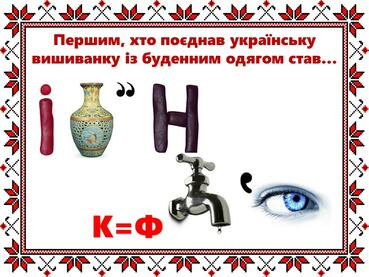 Першим, хто поєднав українську
вишиванку із буденним одягом став...
і ,, Н
,
К=Ф